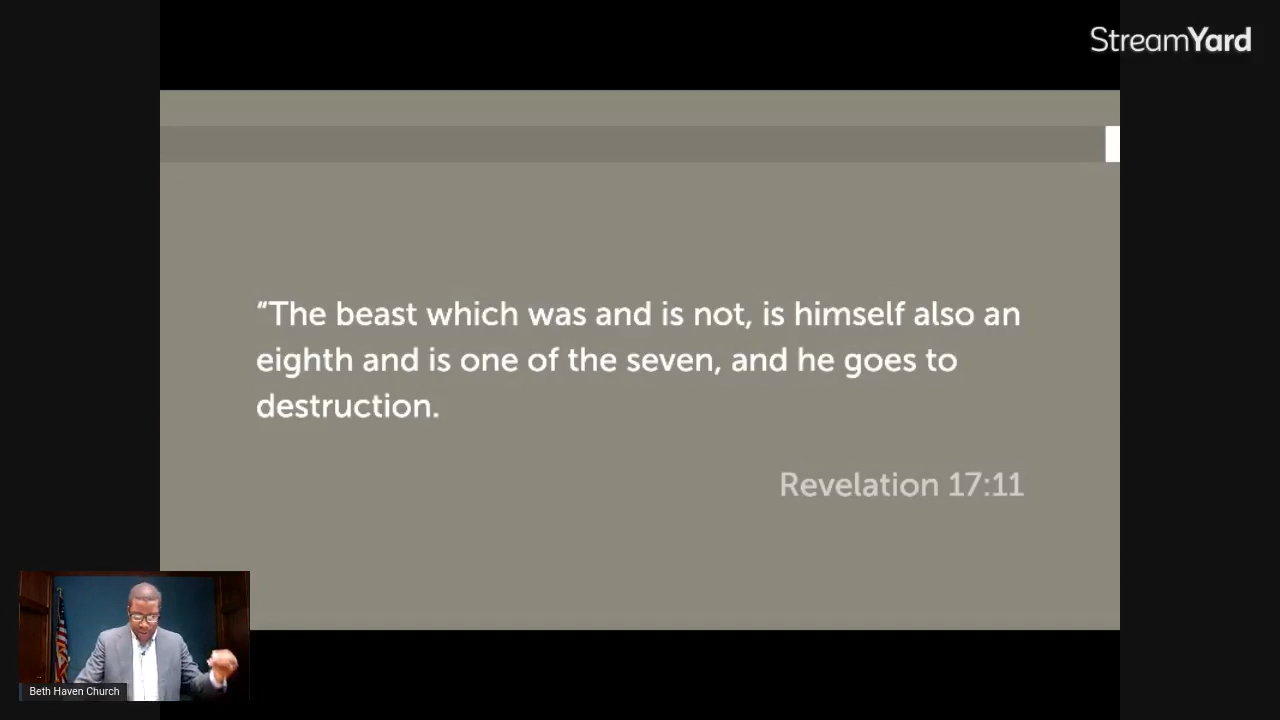 StreamYard
“The beast which was and is not, is himself also an
eighth and is one of the seven, and he goes to
destruction.
Revelation 17:11
Beth Haven Church